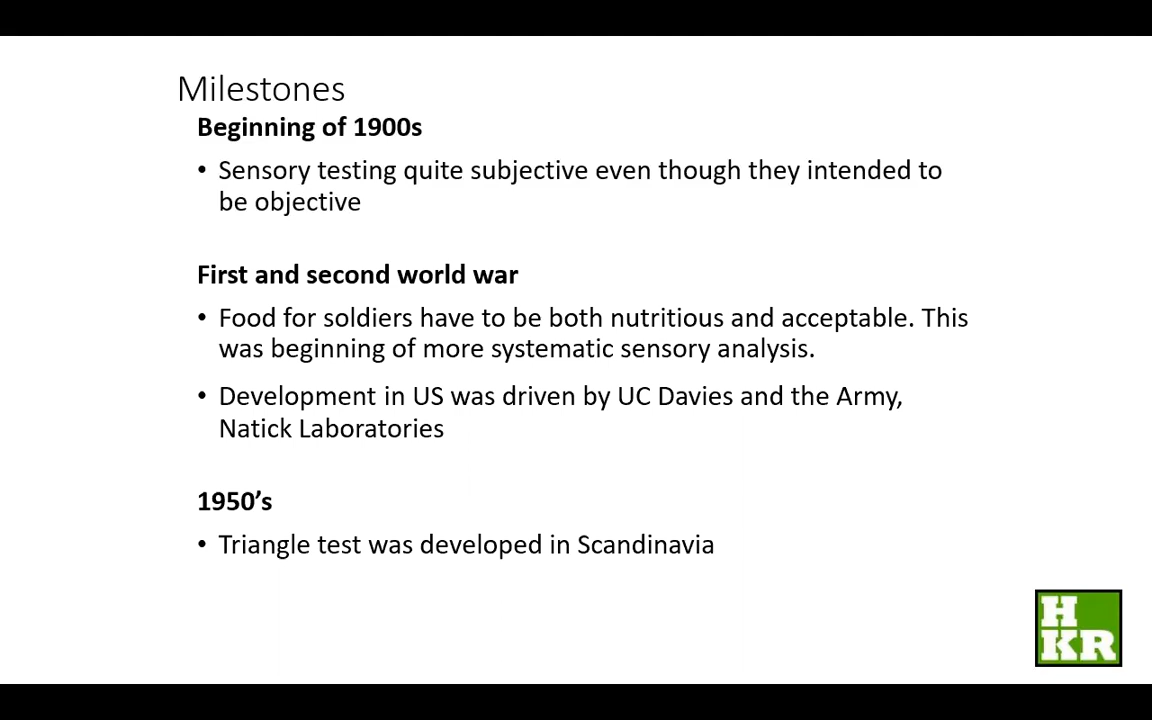 Milestones
Beginning of 1900s
• Sensory testing quite subjective even though they intended to
be objective
First and second world war
• Food for soldiers have to be both nutritious and acceptable. This
was beginning of more systematic sensory analysis.
• Development in US was driven by UC Davies and the Army,
Natick Laboratories
1950’s
• Triangle test was developed in Scandinavia
H
KR